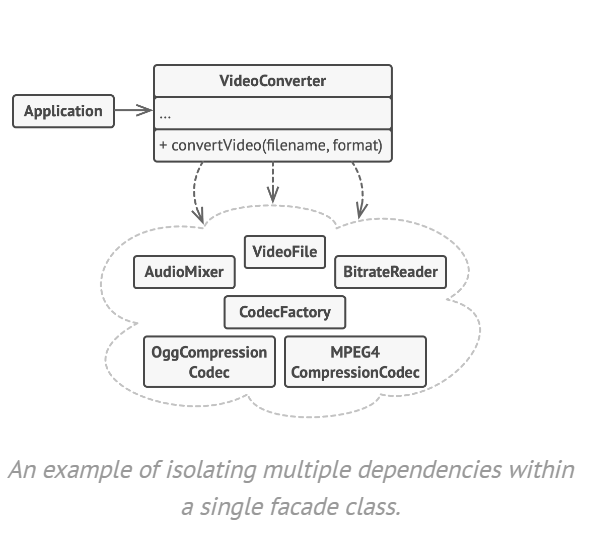 VideoConverter
Application
...
+ convertVideo(filename, format)
VideoFile
AudioMixer
BitrateReader
CodecFactory
OggCompression
Codec
MPEG4
CompressionCodec
An example of isolating multiple dependencies within
a single facade class.